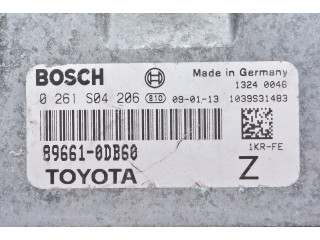 BOSCH
Made in Germany
1324 0046
0 261 S04 206 810 09-01-13 1039S31483
89661-0DB60
1KR-FE
TOYOTA
Z